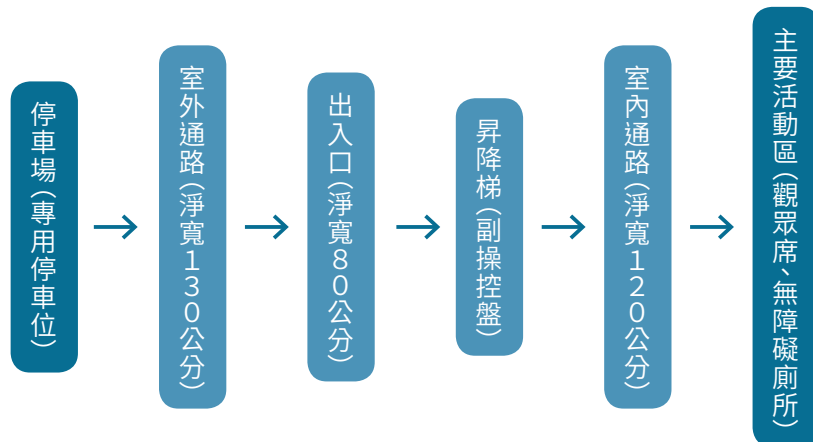 停車場(專用停車位)
室外通路(淨寬130公分)
出入口(淨寬80公分)
昇降梯(副操控盤)
室內通路(淨寬120公分)
主要活動區(觀眾席、無障礙廁所)